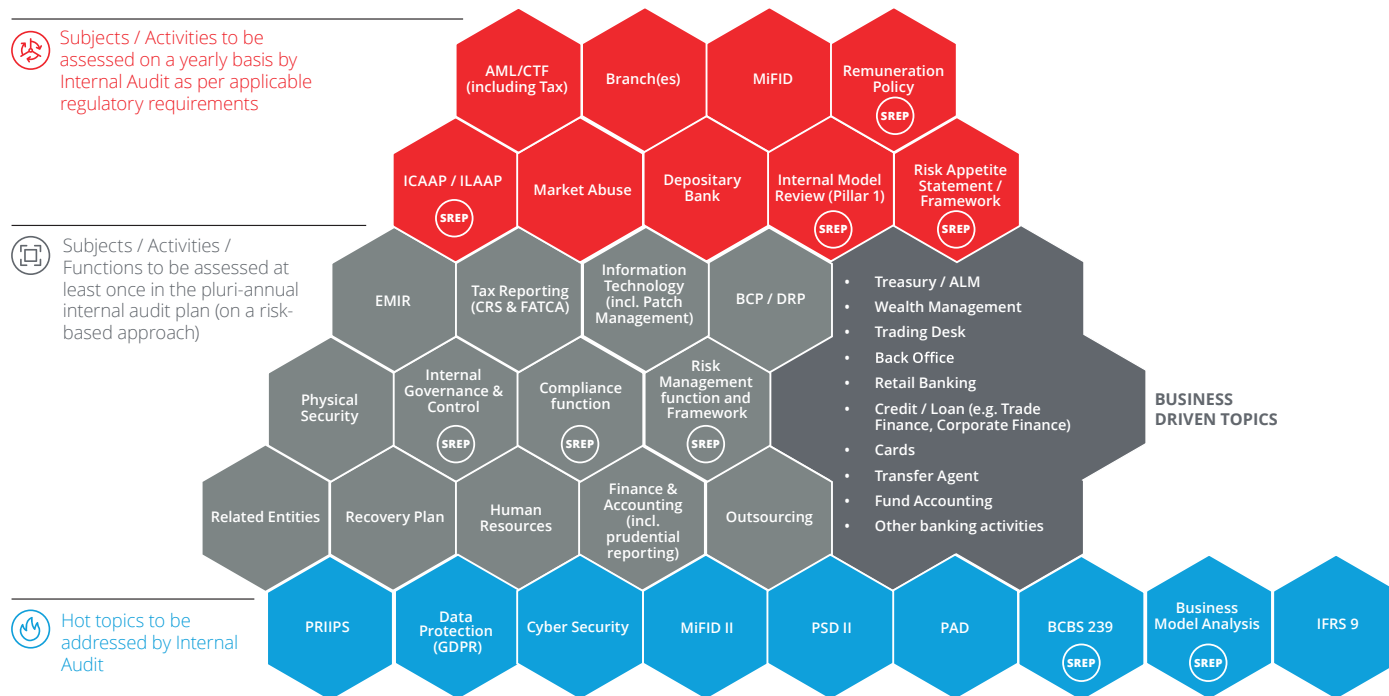 Subjects / Activities to be
assessed on a yearly basis by
Internal Audit as per applicable
regulatory requirements
AML/CTF
(including Tax)
Branch(es)
MiFID
Remuneration
Policy
SREP
ICAAP / ILAAP
SREP
Market Abuse
Depositary
Bank
Internal Model
Review (Pillar 1)
SREP
Risk Appetite
Statement /
Framework
SREP
Subjects / Activities /
Functions to be assessed at
least once in the pluri-annual
internal audit plan (on a risk-
based approach)
EMIR
Tax Reporting
(CRS & FATCA)
Information
Technology
(incl. Patch
Management)
BCP / DRP
Physical
Security
Internal
Governance &
Control
SREP
Compliance
function
SREP
Risk
Management
function and
Framework
SREP
Related Entities
Recovery Plan
Human
Resources
Finance &
Accounting
(incl.
prudential
reporting)
Outsourcing
• Treasury / ALM
• Wealth Management
• Trading Desk
• Back Office
• Retail Banking
• Credit / Loan (e.g. Trade
Finance, Corporate Finance)
• Cards
• Transfer Agent
• Fund Accounting
• Other banking activities
BUSINESS
DRIVEN TOPICS
Hot topics to be
addressed by Internal
Audit
PRIIPS
Data
Protection
(GDPR)
Cyber Security
MiFID II
PSD II
PAD
BCBS 239
SREP
Business
Model Analysis
SREP
IFRS 9